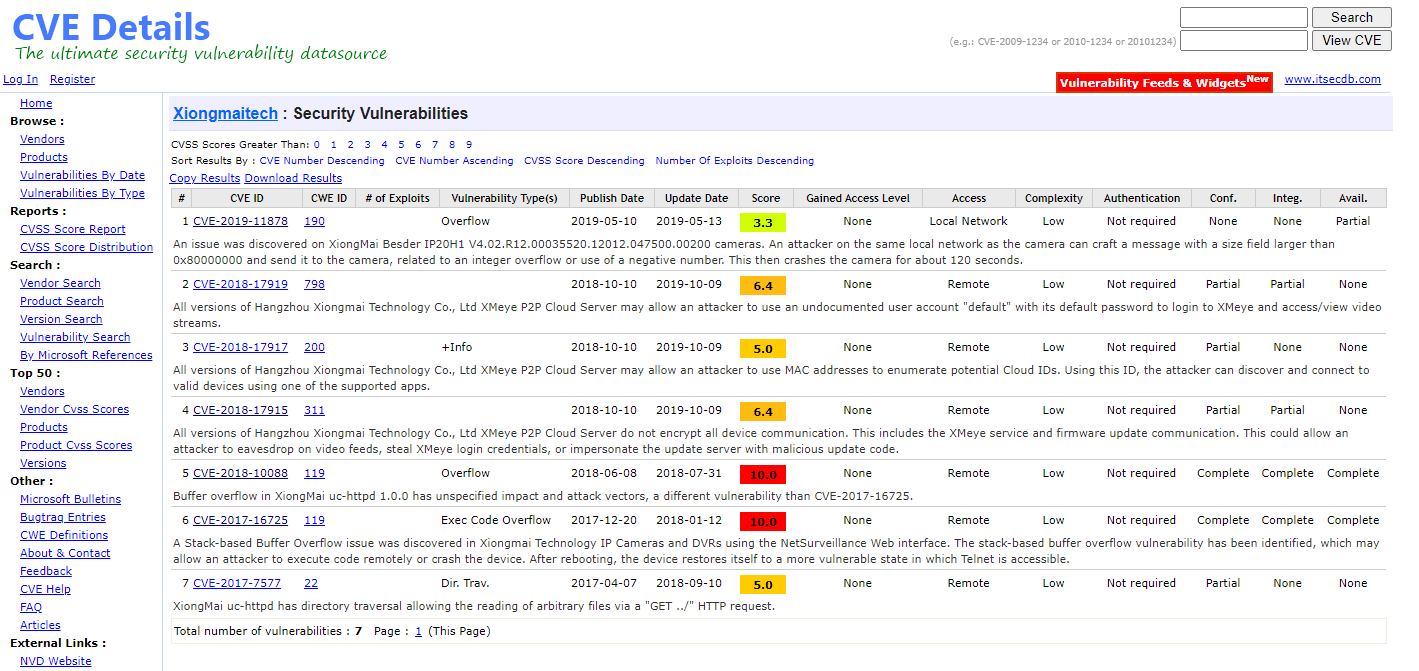 CVE Details
The ultimate security vulnerability datasource
Search
(e.g.: CVE-2009-1234 or 2010-1234 or 20101234)
View CVE
Log In Register
Vulnerability Feeds & WidgetsNew www.itsecdb.com
Home
Browse :
Vendors
Products
Vulnerabilities By Date
Vulnerabilities By Type
Reports :
CVSS Score Report
CVSS Score Distribution
Search :
Vendor Search
Product Search
Version Search
Vulnerability Search
By Microsoft References
Top 50 :
Vendors
Vendor Cvss Scores
Products
Product Cvss Scores
Versions
Other :
Microsoft Bulletins
Bugtraq Entries
CWE Definitions
About & Contact
Feedback
CVE Help
FAQ
Articles
External Links :
NVD Website
Xiongmaitech : Security Vulnerabilities
CVSS Scores Greater Than: 0 1 2 3 4 5 6 7 8 9
Sort Results By : CVE Number Descending CVE Number Ascending CVSS Score Descending Number Of Exploits Descending
Copy Results Download Results
# CVE ID CWE ID # of Exploits Vulnerability Type(s) Publish Date Update Date Score Gained Access Level Access Complexity Authentication Conf. Integ. Avail.
1 CVE-2019-11878 190 Overflow 2019-05-10 2019-05-13 3.3 None Local Network Low Not required None None Partial
An issue was discovered on XiongMai Besder IP20H1 V4.02.R12.00035520.12012.047500.00200 cameras. An attacker on the same local network as the camera can craft a message with a size field larger than
0x80000000 and send it to the camera, related to an integer overflow or use of a negative number. This then crashes the camera for about 120 seconds.
2 CVE-2018-17919 798 2018-10-10 2019-10-09 6.4 None Remote Low Not required Partial Partial None
All versions of Hangzhou Xiongmai Technology Co., Ltd XMeye P2P Cloud Server may allow an attacker to use an undocumented user account "default" with its default password to login to XMeye and access/view video
streams.
3 CVE-2018-17917 200 +Info 2018-10-10 2019-10-09 5.0 None Remote Low Not required Partial None None
All versions of Hangzhou Xiongmai Technology Co., Ltd XMeye P2P Cloud Server may allow an attacker to use MAC addresses to enumerate potential Cloud IDs. Using this ID, the attacker can discover and connect to
valid devices using one of the supported apps.
4 CVE-2018-17915 311 2018-10-10 2019-10-09 6.4 None Remote Low Not required Partial Partial None
All versions of Hangzhou Xiongmai Technology Co., Ltd XMeye P2P Cloud Server do not encrypt all device communication. This includes the XMeye service and firmware update communication. This could allow an
attacker to eavesdrop on video feeds, steal XMeye login credentials, or impersonate the update server with malicious update code.
5 CVE-2018-10088 119 Overflow 2018-06-08 2018-07-31 10.0 None Remote Low Not required Complete Complete Complete
Buffer overflow in XiongMai uc-httpd 1.0.0 has unspecified impact and attack vectors, a different vulnerability than CVE-2017-16725.
6 CVE-2017-16725 119 Exec Code Overflow 2017-12-20 2018-01-12 10.0 None Remote Low Not required Complete Complete Complete
A Stack-based Buffer Overflow issue was discovered in Xiongmai Technology IP Cameras and DVRs using the NetSurveillance Web interface. The stack-based buffer overflow vulnerability has been identified, which may
allow an attacker to execute code remotely or crash the device. After rebooting, the device restores itself to a more vulnerable state in which Telnet is accessible.
7 CVE-2017-7577 22 Dir. Trav. 2017-04-07 2018-09-10 5.0 None Remote Low Not required Partial None None
XiongMai uc-httpd has directory traversal allowing the reading of arbitrary files via a "GET ../" HTTP request.
Total number of vulnerabilities : 7 Page : 1 (This Page)